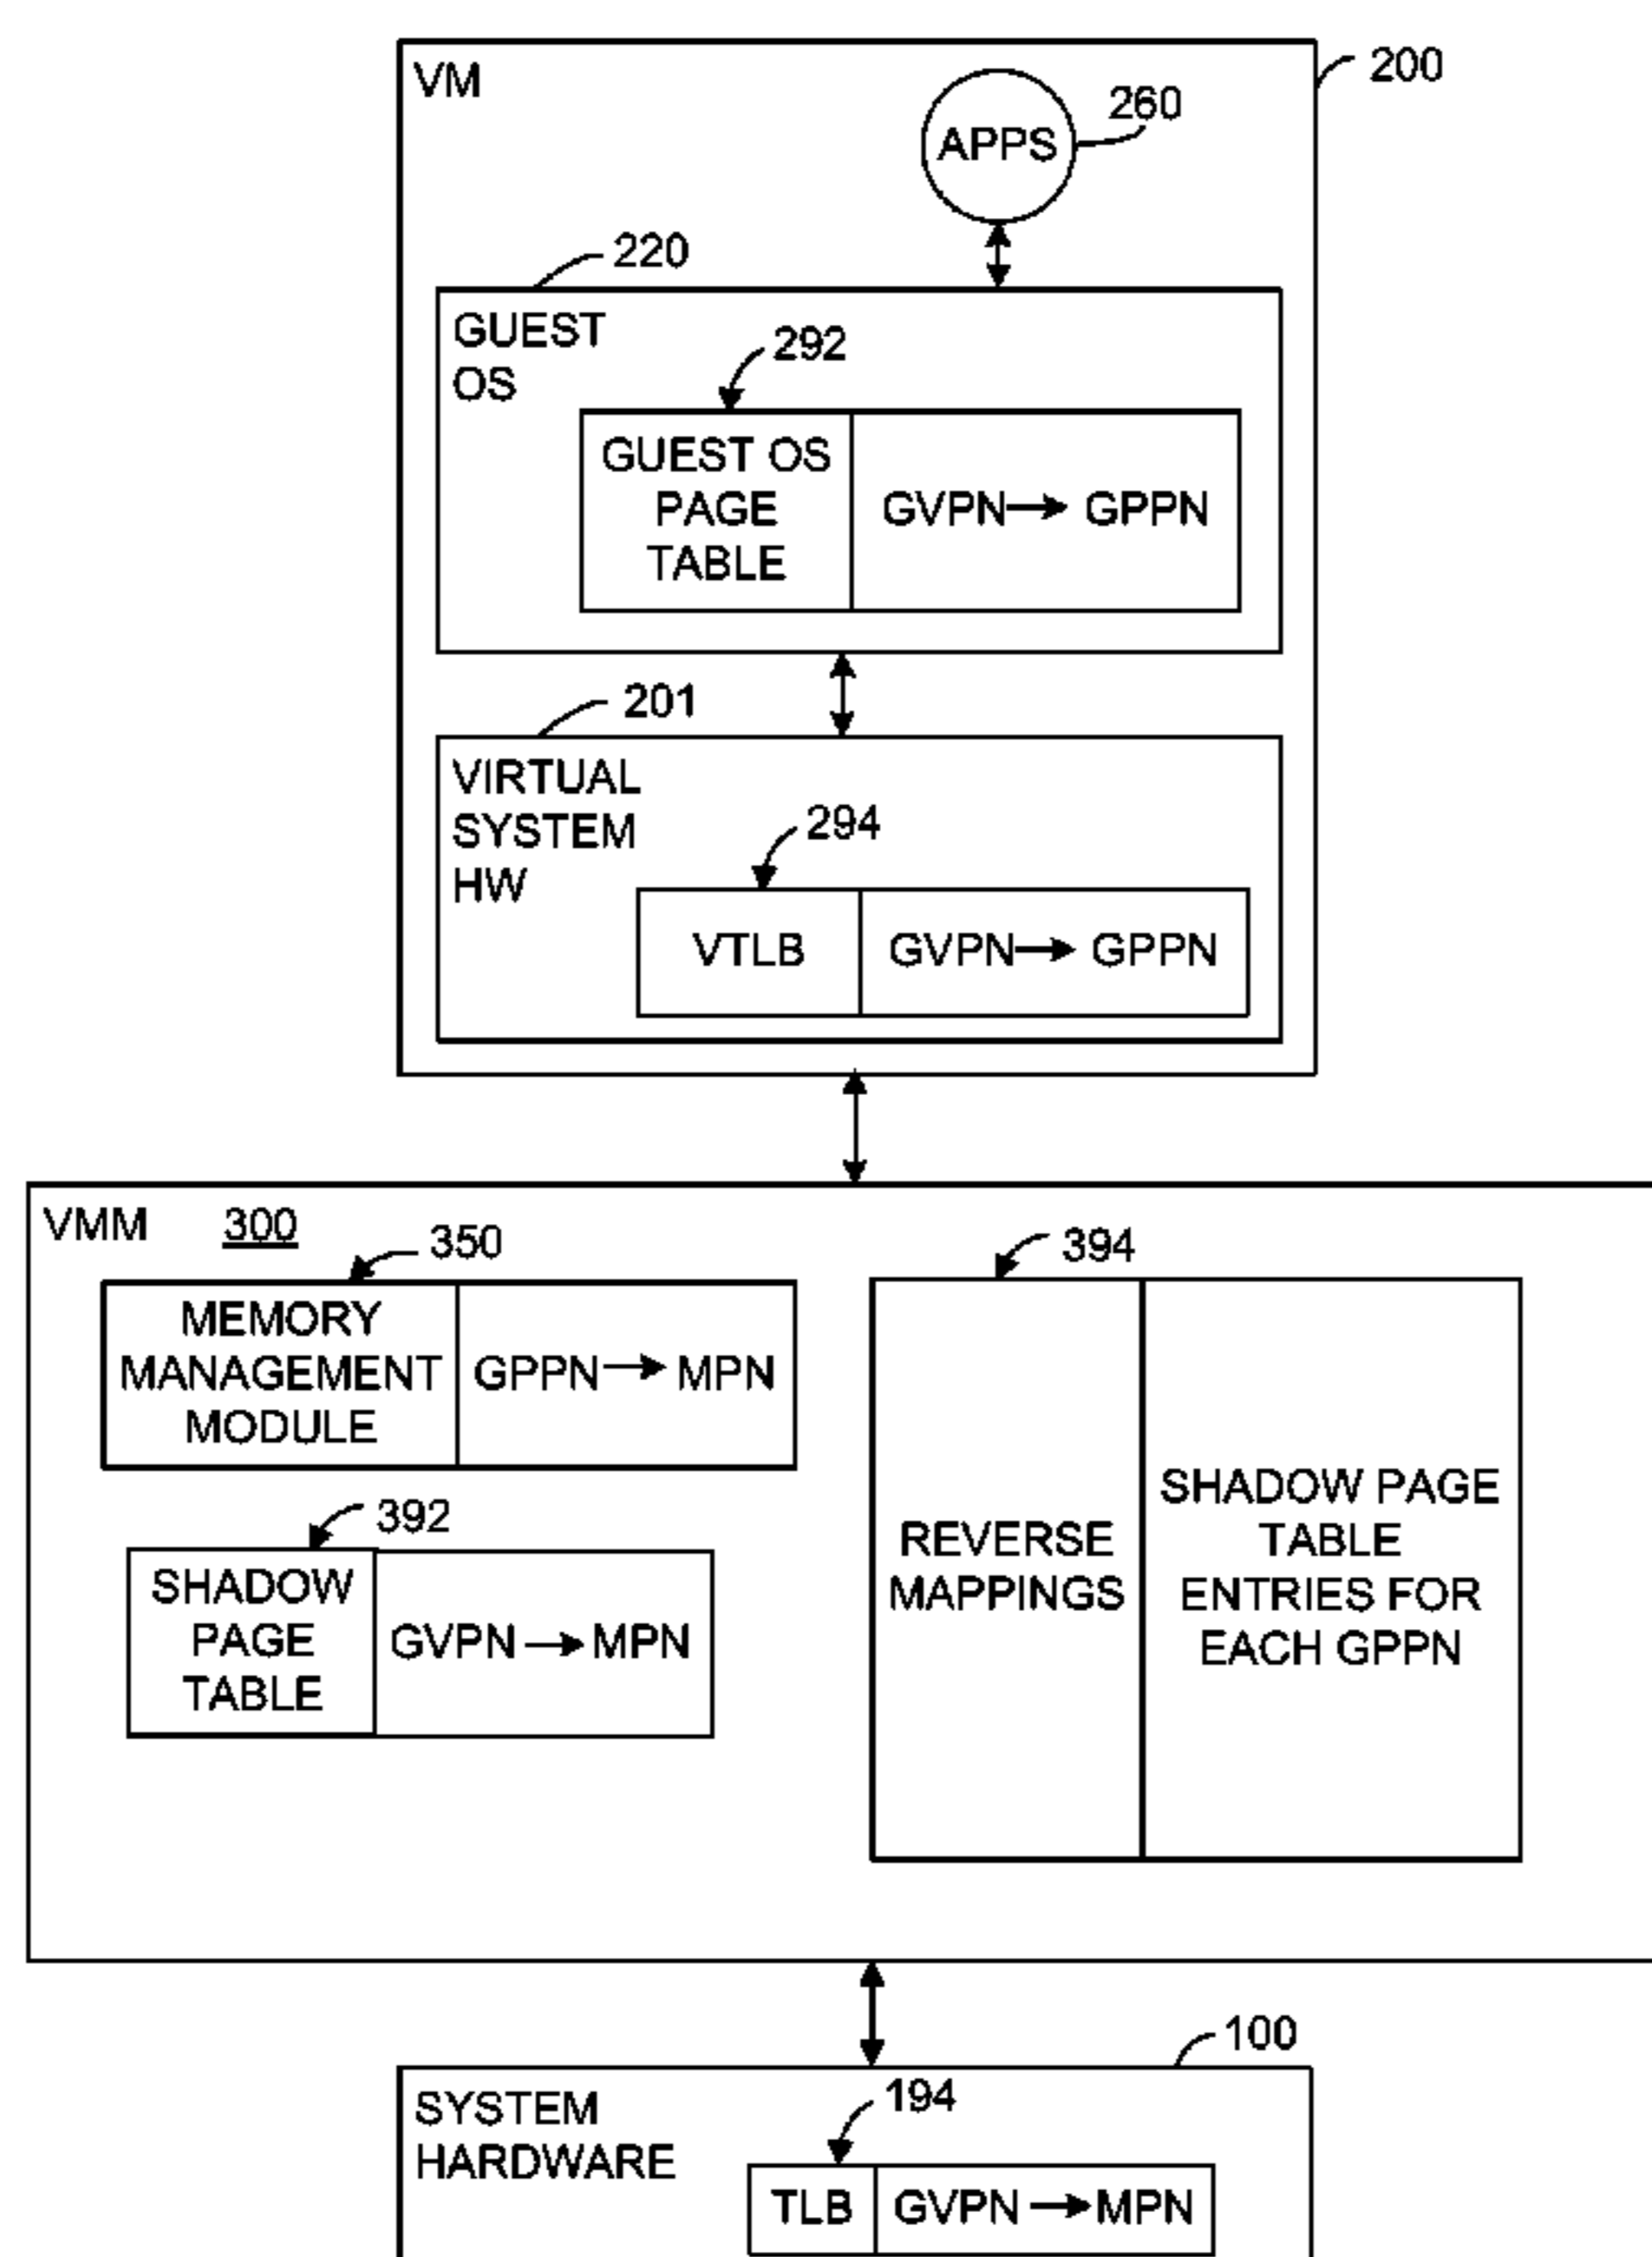 VM
200
260
APPS
220
GUEST
OS
292
GUEST OS
PAGE
TABLE
GVPN → GPPN
201
VIRTUAL
SYSTEM
HW
294
VTLB
GVPN → GPPN
VMM 300
350
MEMORY
MANAGEMENT
MODULE
GPPN → MPN
392
SHADOW
PAGE
TABLE
GVPN → MPN
394
REVERSE
MAPPINGS
SHADOW PAGE
TABLE
ENTRIES FOR
EACH GPPN
100
SYSTEM
HARDWARE
194
TLB
GVPN → MPN